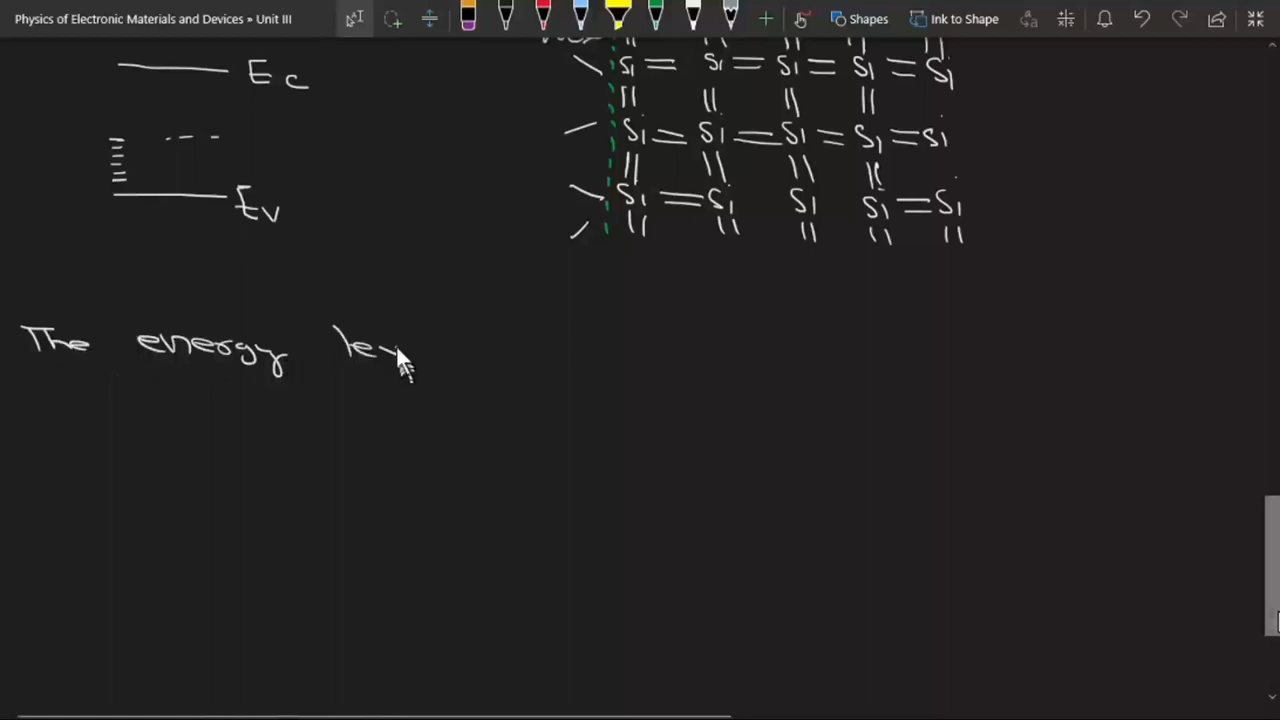 Physics of Electronic Materials and Devices » Unit III
Shapes
Ink to Shape
Ec
Si = Si = Si = Si = Si
Si = Si = Si = Si = Si
Ev
Si = Si Si Si = Si
The energy lev